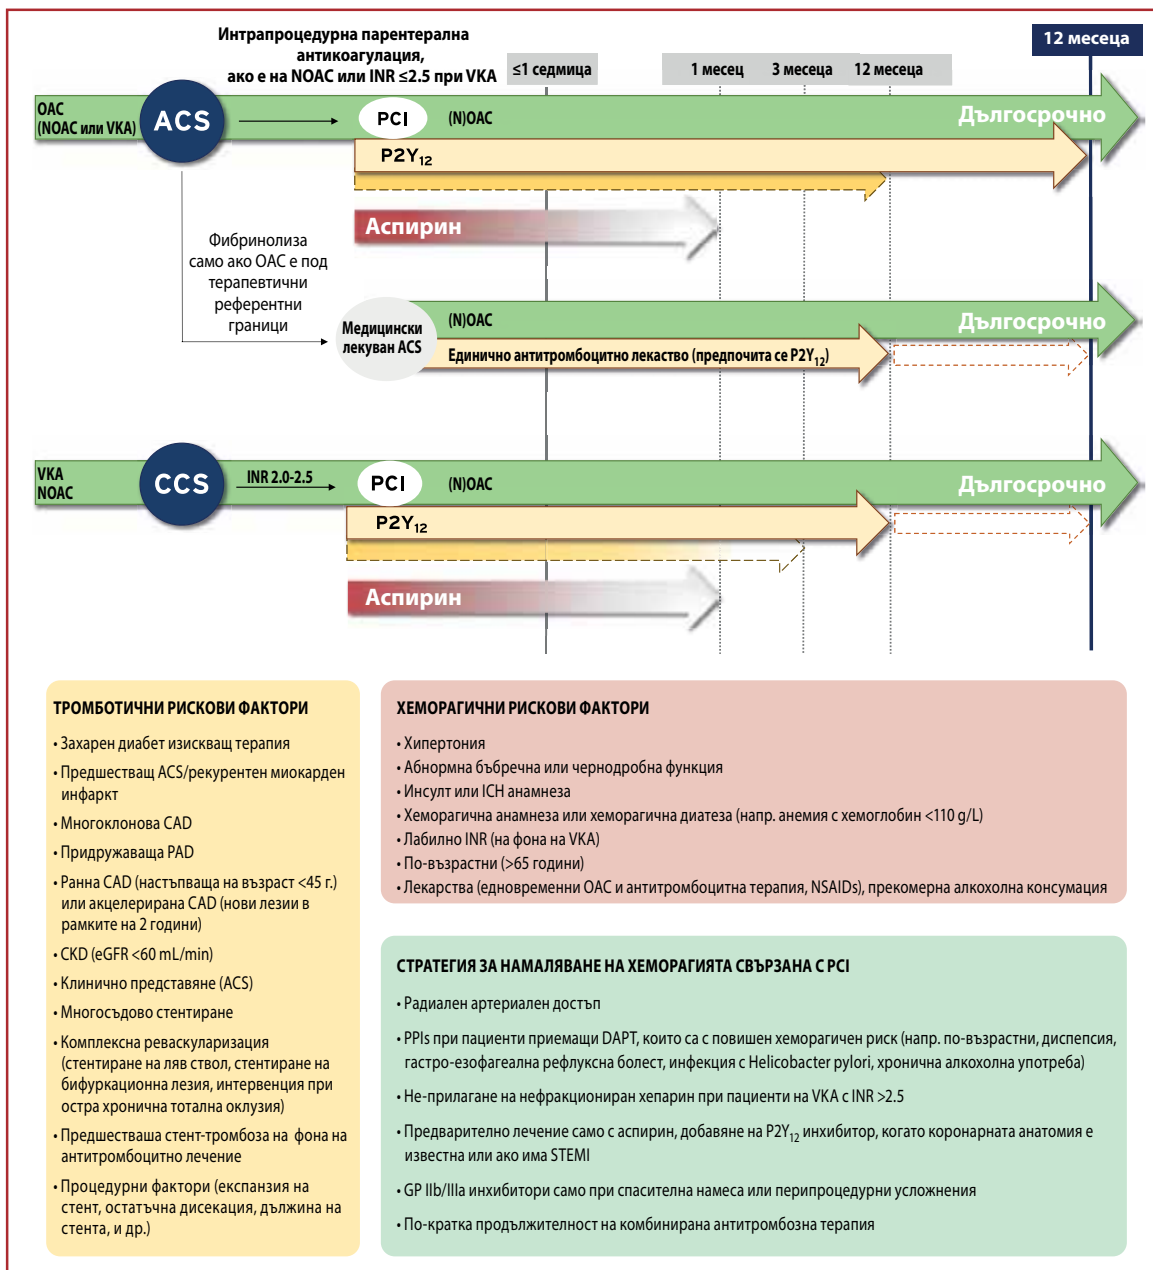 Интрапроцедурна парентерална
антикоагулация,
ако е на NOAC или INR ≤2.5 при VKA
≤1 седмица
1 месец
3 месеца
12 месеца
12 месеца
OAC
(NOAC или VKA)
ACS
PCI
(N)OAC
Дългосрочно
P2Y12
Аспирин
Фибринолиза
само ако OAC е под
терапевтични
референтни
граници
Медицински
лекуван ACS
(N)OAC
Дългосрочно
Единично антитромбоцитно лекаство (предпочита се P2Y12)
VKA
NOAC
CCS
INR 2.0-2.5
PCI
(N)OAC
Дългосрочно
P2Y12
Аспирин
ТРОМБОТИЧНИ РИСКОВИ ФАКТОРИ
• Захарен диабет изискващ терапия
• Предшестващ ACS/рекурентен миокарден
инфаркт
• Многоклонова CAD
• Придружаваща PAD
• Ранна CAD (настъпваща на възраст <45 г.)
или акцелерирана CAD (нови лезии в
рамките на 2 години)
• CKD (eGFR <60 mL/min)
• Клинично представяне (ACS)
• Многосъдово стентиране
• Комплексна реваскуларизация
(стентиране на ляв ствол, стентиране на
бифуркационна лезия, интервенция при
остра хронична тотална оклузия)
• Предшестваша стент-тромбоза на фона на
антитромбоцитно лечение
• Процедурни фактори (експанзия на
стент, остатъчна дисекация, дължина на
стента, и др.)
ХЕМОРАГИЧНИ РИСКОВИ ФАКТОРИ
• Хипертония
• Абнормна бъбречна или чернодробна функция
• Инсулт или ICH анамнеза
• Хеморагична анамнеза или хеморагична диатеза (напр. анемия с хемоглобин <110 g/L)
• Лабилно INR (на фона на VKA)
• По-възрастни (>65 години)
• Лекарства (едновременни OAC и антитромбоцитна терапия, NSAIDs), прекомерна алкохолна консумация
СТРАТЕГИЯ ЗА НАМАЛЯВАНЕ НА ХЕМОРАГИЯТА СВЪРЗАНА С PCI
• Радиален артериален достъп
• PPIs при пациенти приемащи DAPT, които са с повишен хеморагичен риск (напр. по-възрастни, диспепсия,
гастро-езофагеална рефлуксна болест, инфекция с Helicobacter pylori, хронична алкохолна употреба)
• Не-прилагане на нефракциониран хепарин при пациенти на VKA с INR >2.5
• Предварително лечение само с аспирин, добавяне на P2Y12 инхибитор, когато коронарната анатомия е
известна или ако има STEMI
• GP IIb/IIIa инхибитори само при спасителна намеса или перипроцедурни усложнения
• По-кратка продължителност на комбинирана антитромбозна терапия